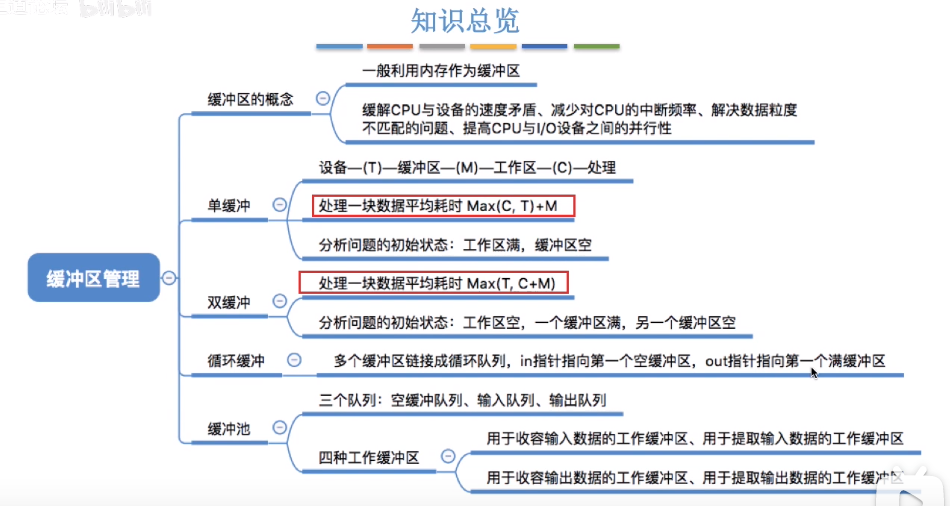 bilibili
知识总览
一般利用内存作为缓冲区
缓冲区的概念
缓解CPU与设备的速度矛盾、减少对CPU的中断频率、解决数据粒度
不匹配的问题、提高CPU与I/O设备之间的并行性
设备—(T)—缓冲区—(M)—工作区—(C)—处理
单缓冲
处理一块数据平均耗时 Max(C, T)+M
分析问题的初始状态：工作区满，缓冲区空
缓冲区管理
处理一块数据平均耗时 Max(T, C+M)
双缓冲
分析问题的初始状态：工作区空，一个缓冲区满，另一个缓冲区空
循环缓冲
多个缓冲区链接成循环队列，in指针指向第一个空缓冲区，out指针指向第一个满缓冲区
三个队列：空缓冲队列、输入队列、输出队列
缓冲池
四种工作缓冲区
用于收容输入数据的工作缓冲区、用于提取输入数据的工作缓冲区
用于收容输出数据的工作缓冲区、用于提取输出数据的工作缓冲区